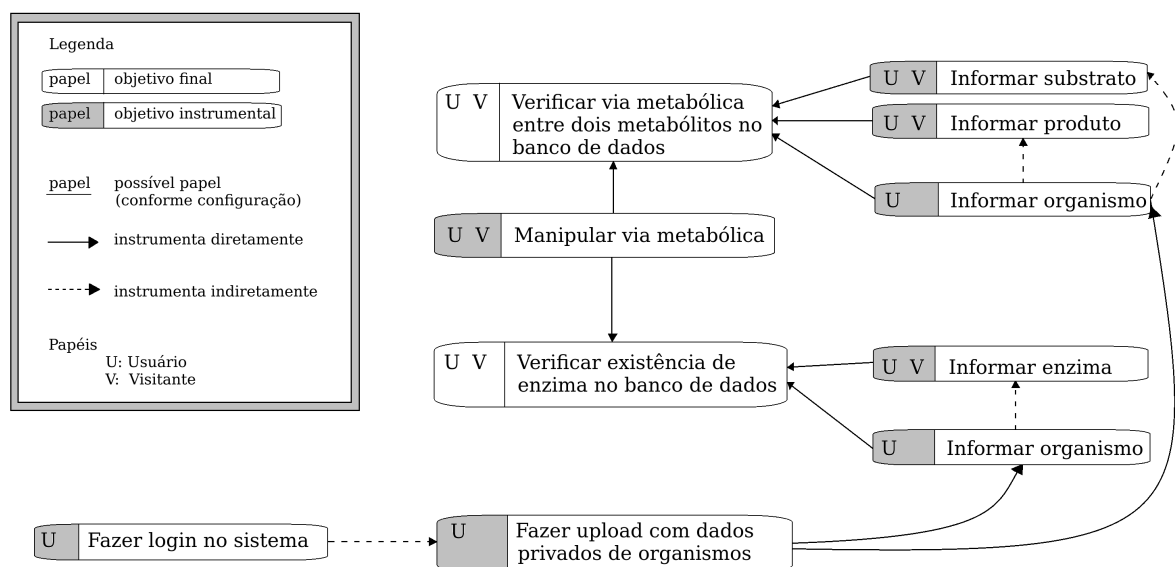 Legenda
papel objetivo final
papel objetivo instrumental
papel possível papel
(conforme configuração)
instrumenta diretamente
instrumenta indiretamente
Papéis
U: Usuário
V: Visitante
U V Verificar via metabólica
entre dois metabólitos no
banco de dados
U V Informar substrato
U V Informar produto
U Informar organismo
U V Manipular via metabólica
U V Verificar existência de
enzima no banco de dados
U V Informar enzima
U Informar organismo
U Fazer login no sistema
U Fazer upload com dados
privados de organismos